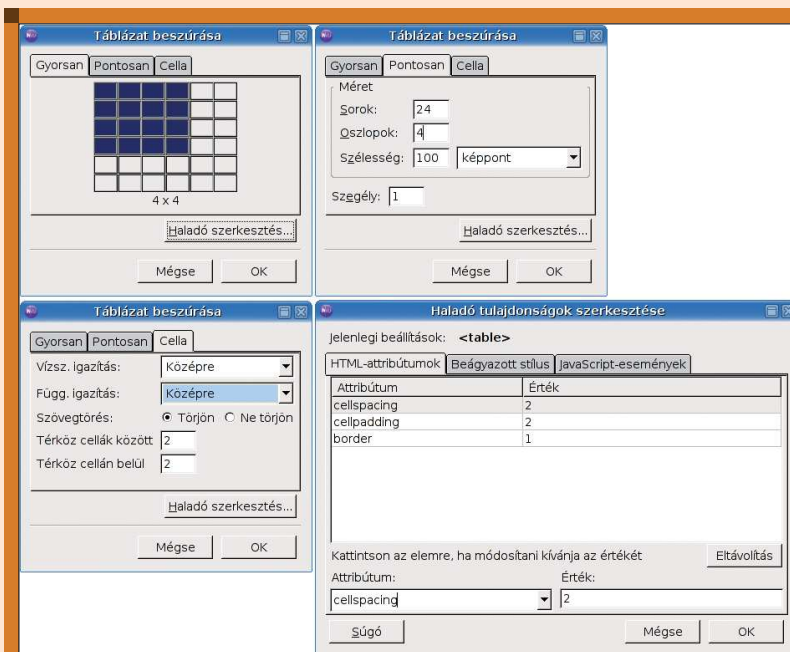 Táblázat beszúrása
Gyorsan Pontosan Cella
4 x 4
Haladó szerkesztés...
Mégse OK
Táblázat beszúrása
Gyorsan Pontosan Cella
Méret
Sorok: 24
Oszlopok: 4
Szélesség: 100 képpont
Szegély: 1
Haladó szerkesztés...
Mégse OK
Táblázat beszúrása
Gyorsan Pontosan Cella
Vízsz. igazítás: Középre
Függ. igazítás: Középre
Szövegtörés: Törjön Ne törjön
Térköz cellák között 2
Térköz cellán belül 2
Haladó szerkesztés...
Mégse OK
Haladó tulajdonságok szerkesztése
Jelenlegi beállítások: <table>
HTML-attribútumok Beágyazott stílus JavaScript-események
Attribútum Érték
cellspacing 2
cellpadding 2
border 1
Kattintson az elemre, ha módosítani kívánja az értékét Eltávolítás
Attribútum: Érték:
cellspacing 2
Súgó Mégse OK